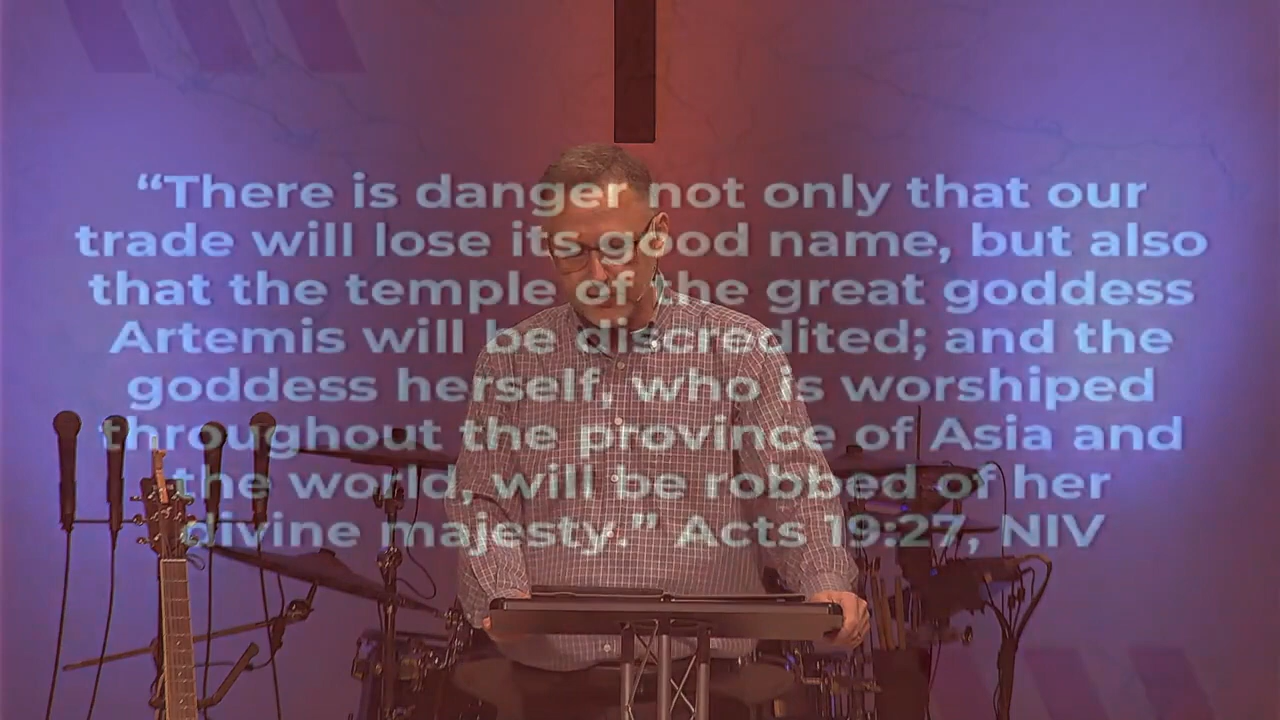 “There is danger not only that our
trade will lose its good name, but also
that the temple of the great goddess
Artemis will be discredited; and the
goddess herself, who is worshiped
throughout the province of Asia and
the world, will be robbed of her
divine majesty.” Acts 19:27, NIV